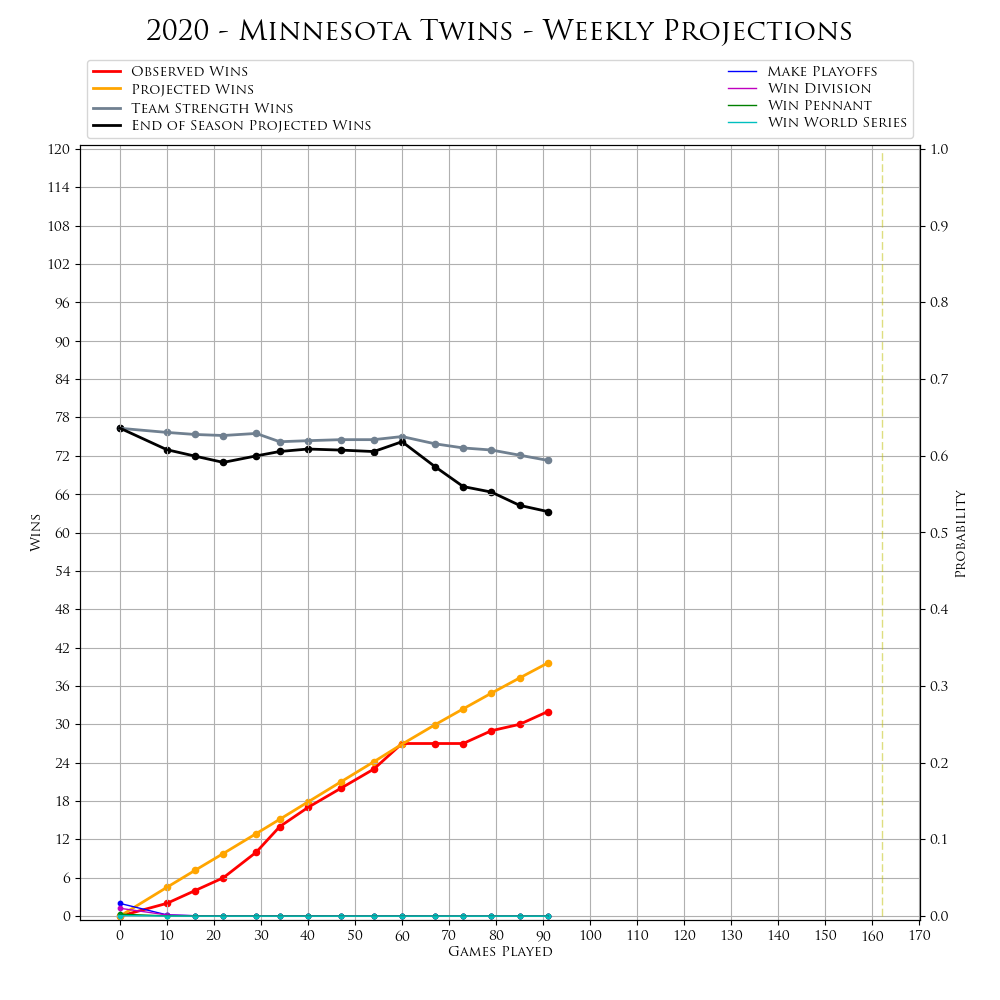 2020 - Minnesota Twins - Weekly Projections
Observed Wins
Projected Wins
Team Strength Wins
End of Season Projected Wins
Make Playoffs
Win Division
Win Pennant
Win World Series
120
114
108
102
96
90
84
78
72
66
60
54
48
42
36
30
24
18
12
6
0
Wins
1.0
0.9
0.8
0.7
0.6
0.5
0.4
0.3
0.2
0.1
0.0
Probability
0 10 20 30 40 50 60 70 80 90 100 110 120 130 140 150 160 170
Games Played